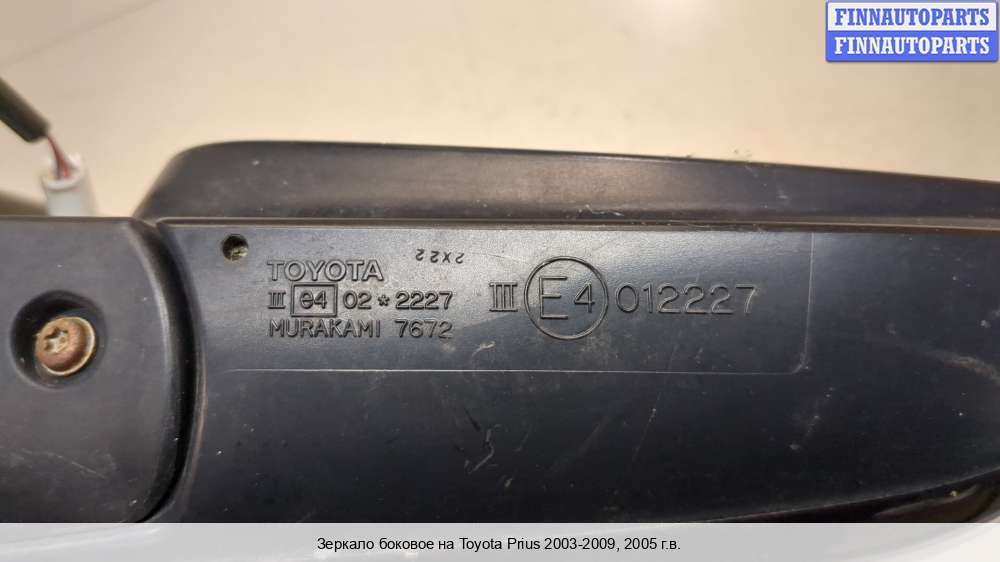 FINNAUTOPARTS
FINNAUTOPARTS
2X22
TOYOTA
III e4 02*2227
MURAKAMI 7672
III E4 012227
Зеркало боковое на Toyota Prius 2003-2009, 2005 г.в.